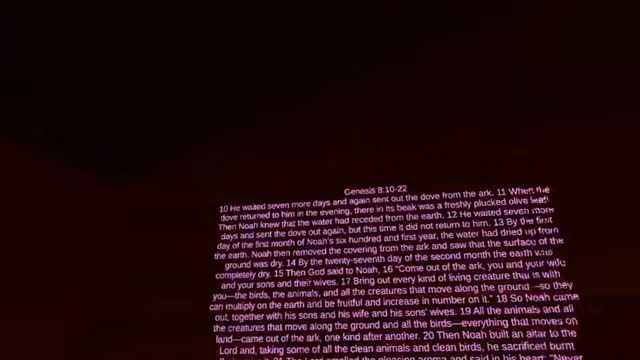 Genesis 8:10-22
10 He waited seven more days and again sent out the dove from the ark. 11 When the
dove returned to him in the evening, there in its beak was a freshly plucked olive leaf!
Then Noah knew that the water had receded from the earth. 12 He waited seven more
days and sent the dove out again, but this time it did not return to him. 13 By the first
day of the first month of Noah's six hundred and first year, the water had dried up from
the earth. Noah then removed the covering from the ark and saw that the surface of the
ground was dry. 14 By the twenty-seventh day of the second month the earth was
completely dry. 15 Then God said to Noah, 16 "Come out of the ark, you and your wife
and your sons and their wives. 17 Bring out every kind of living creature that is with
you—the birds, the animals, and all the creatures that move along the ground—so they
can multiply on the earth and be fruitful and increase in number on it." 18 So Noah came
out, together with his sons and his wife and his sons' wives. 19 All the animals and all
the creatures that move along the ground and all the birds—everything that moves on
land—came out of the ark, one kind after another. 20 Then Noah built an altar to the
Lord and, taking some of all the clean animals and clean birds, he sacrificed burnt
21 The Lord smelled the pleasing aroma and said in his heart: "Never